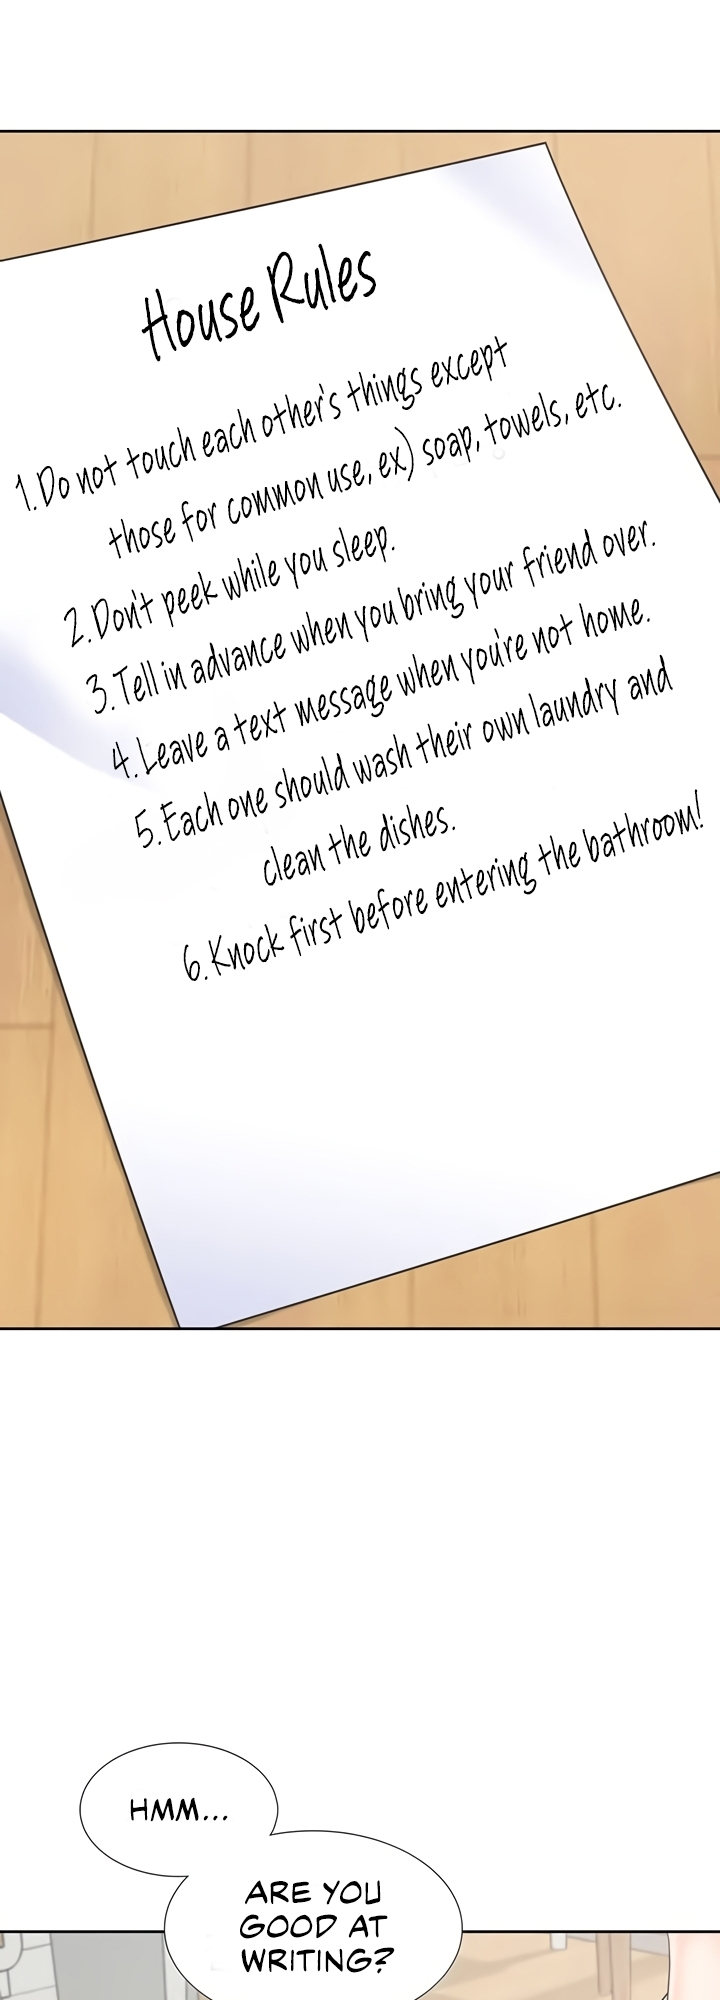 House Rules
1.Do not touch each other's things except
those for common use, ex) soap, towels, etc.
2.Don't peek while you sleep.
3.Tell in advance when you bring your friend over.
4.Leave a text message when you're not home.
5.Each one should wash their own laundry and
clean the dishes.
6.Knock first before entering the bathroom!
HMM...
ARE YOU
GOOD AT
WRITING?